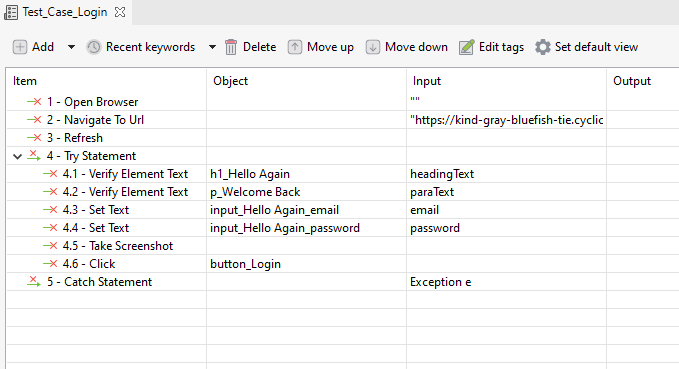 Test_Case_Login
Add Recent keywords Delete Move up Move down Edit tags Set default view
Item Object Input Output
1 - Open Browser ""
2 - Navigate To Url "https://kind-gray-bluefish-tie.cyclic
3 - Refresh
4 - Try Statement
4.1 - Verify Element Text h1_Hello Again headingText
4.2 - Verify Element Text p_Welcome Back paraText
4.3 - Set Text input_Hello Again_email email
4.4 - Set Text input_Hello Again_password password
4.5 - Take Screenshot
4.6 - Click button_Login
5 - Catch Statement Exception e